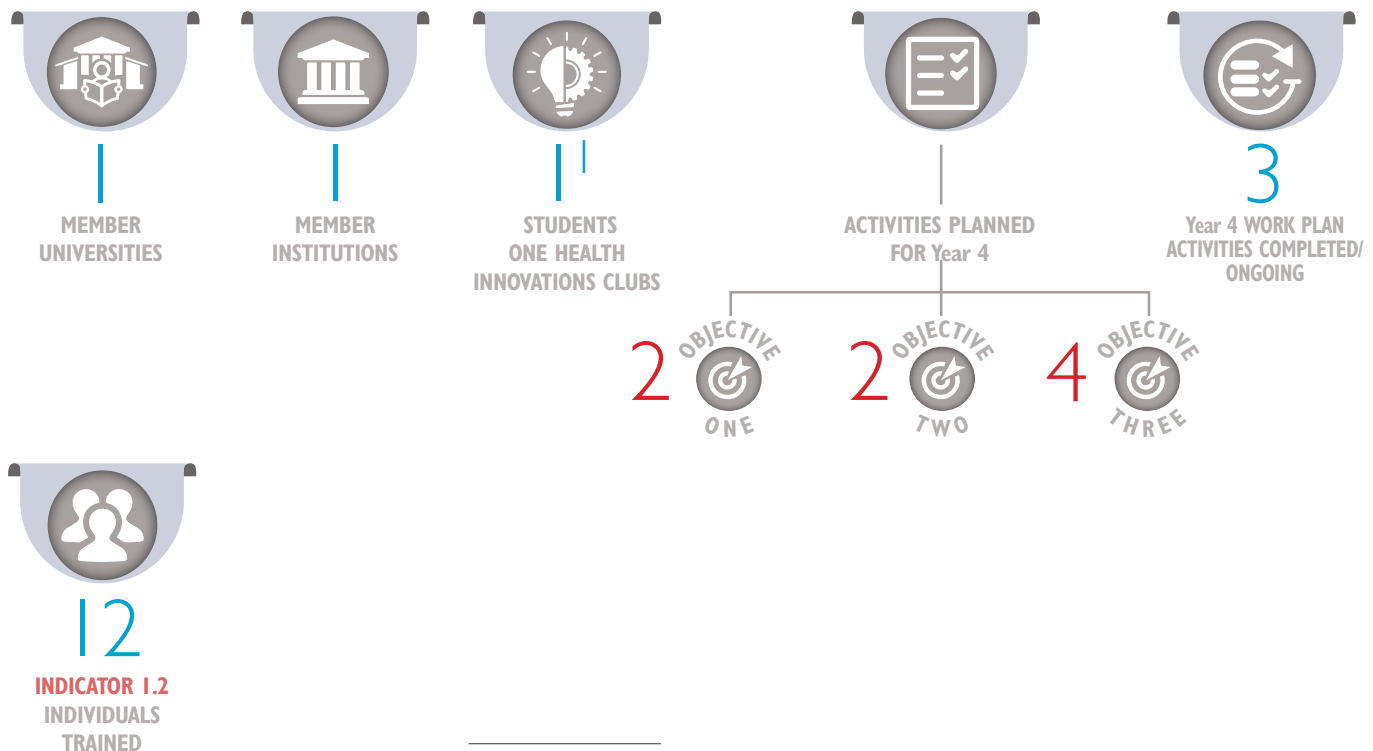 1
MEMBER
UNIVERSITIES
1
MEMBER
INSTITUTIONS
1 1
STUDENTS
ONE HEALTH
INNOVATIONS CLUBS
ACTIVITIES PLANNED
FOR Year 4
3
Year 4 WORK PLAN
ACTIVITIES COMPLETED/
ONGOING
2
OBJECTIVE
ONE
2
OBJECTIVE
TWO
4
OBJECTIVE
THREE
12
INDICATOR 1.2
INDIVIDUALS
TRAINED